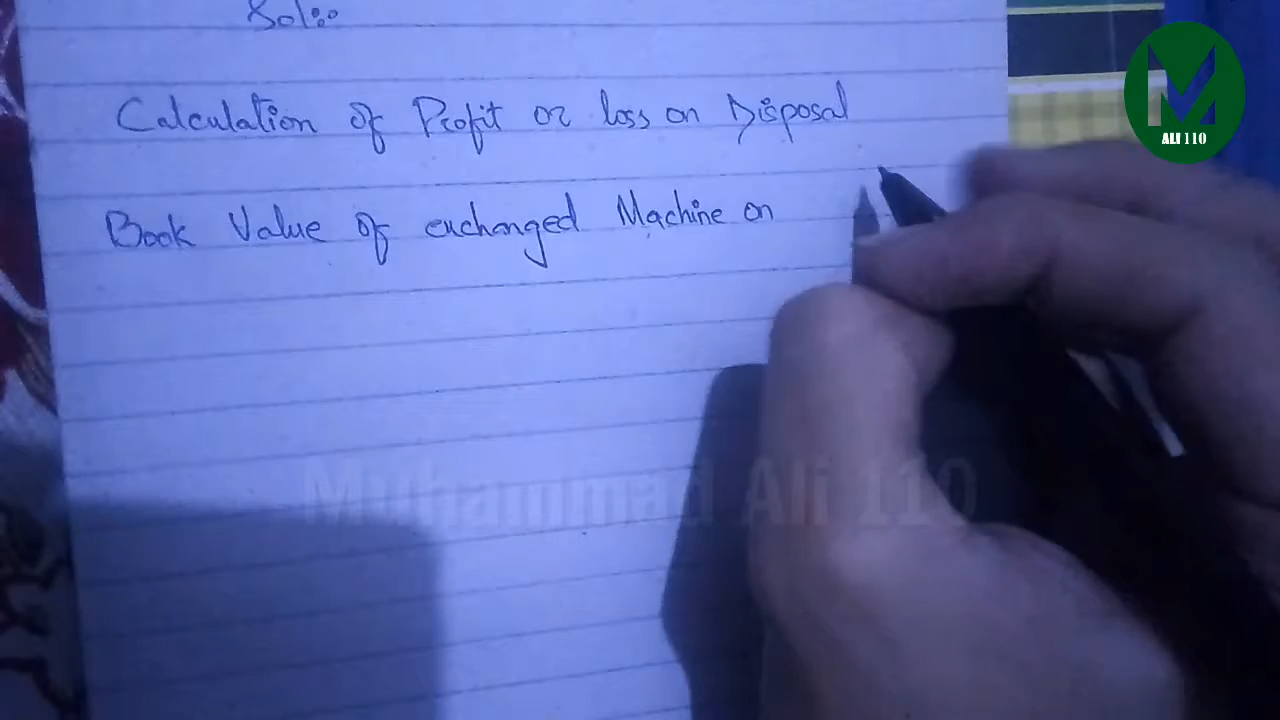 Sol:
Calculation of Profit or loss on Disposal
Book Value of exchanged Machine on
M
ALI 110
Muhammad Ali 110